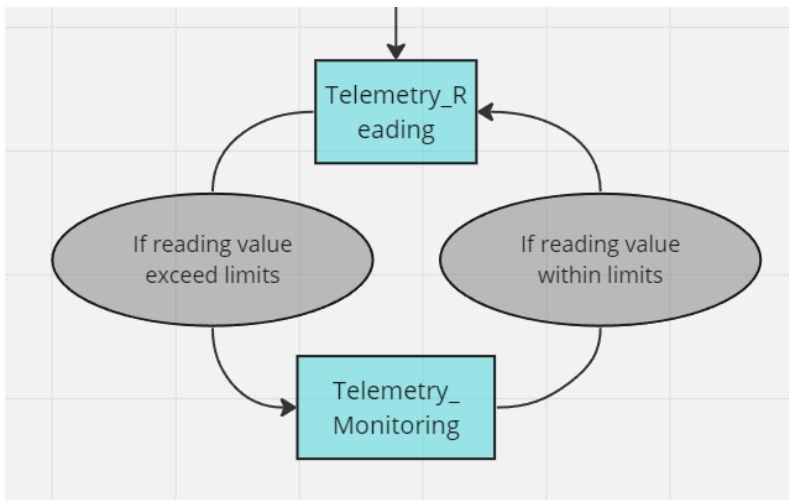 Telemetry_R
eading
If reading value
exceed limits
If reading value
within limits
Telemetry_
Monitoring